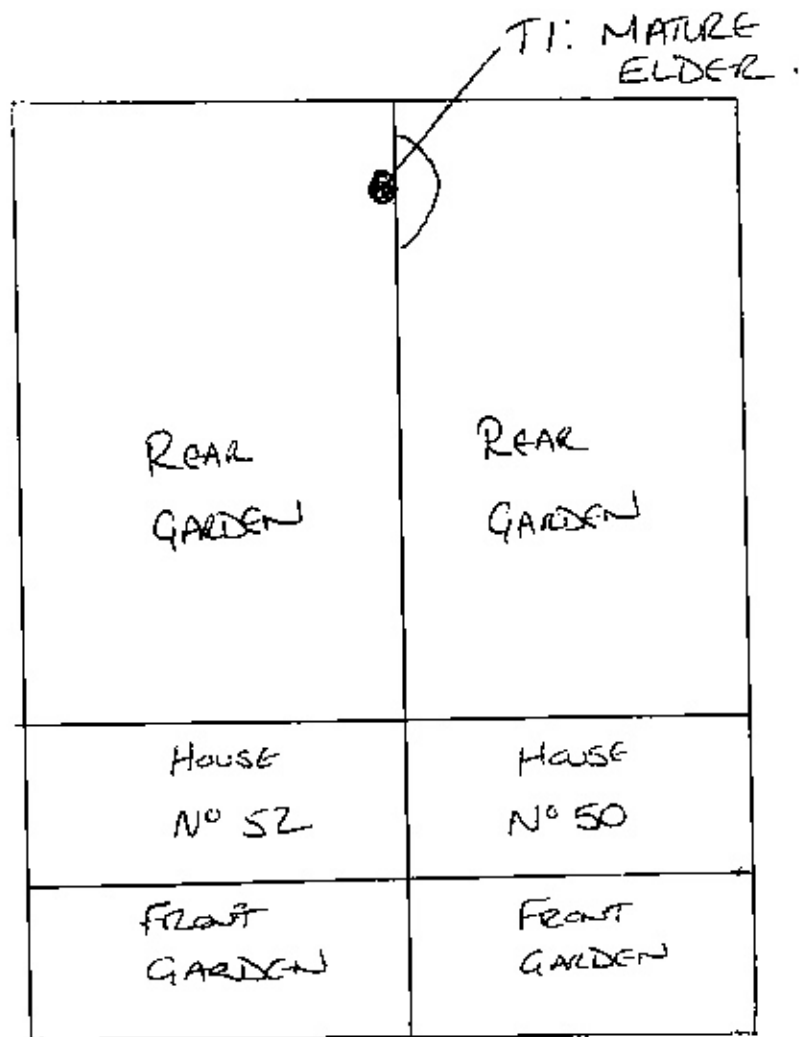 T1: MATURE
ELDER.
REAR
GARDEN
REAR
GARDEN
HOUSE
Nº 52
HOUSE
Nº 50
FRONT
GARDEN
FRONT
GARDEN